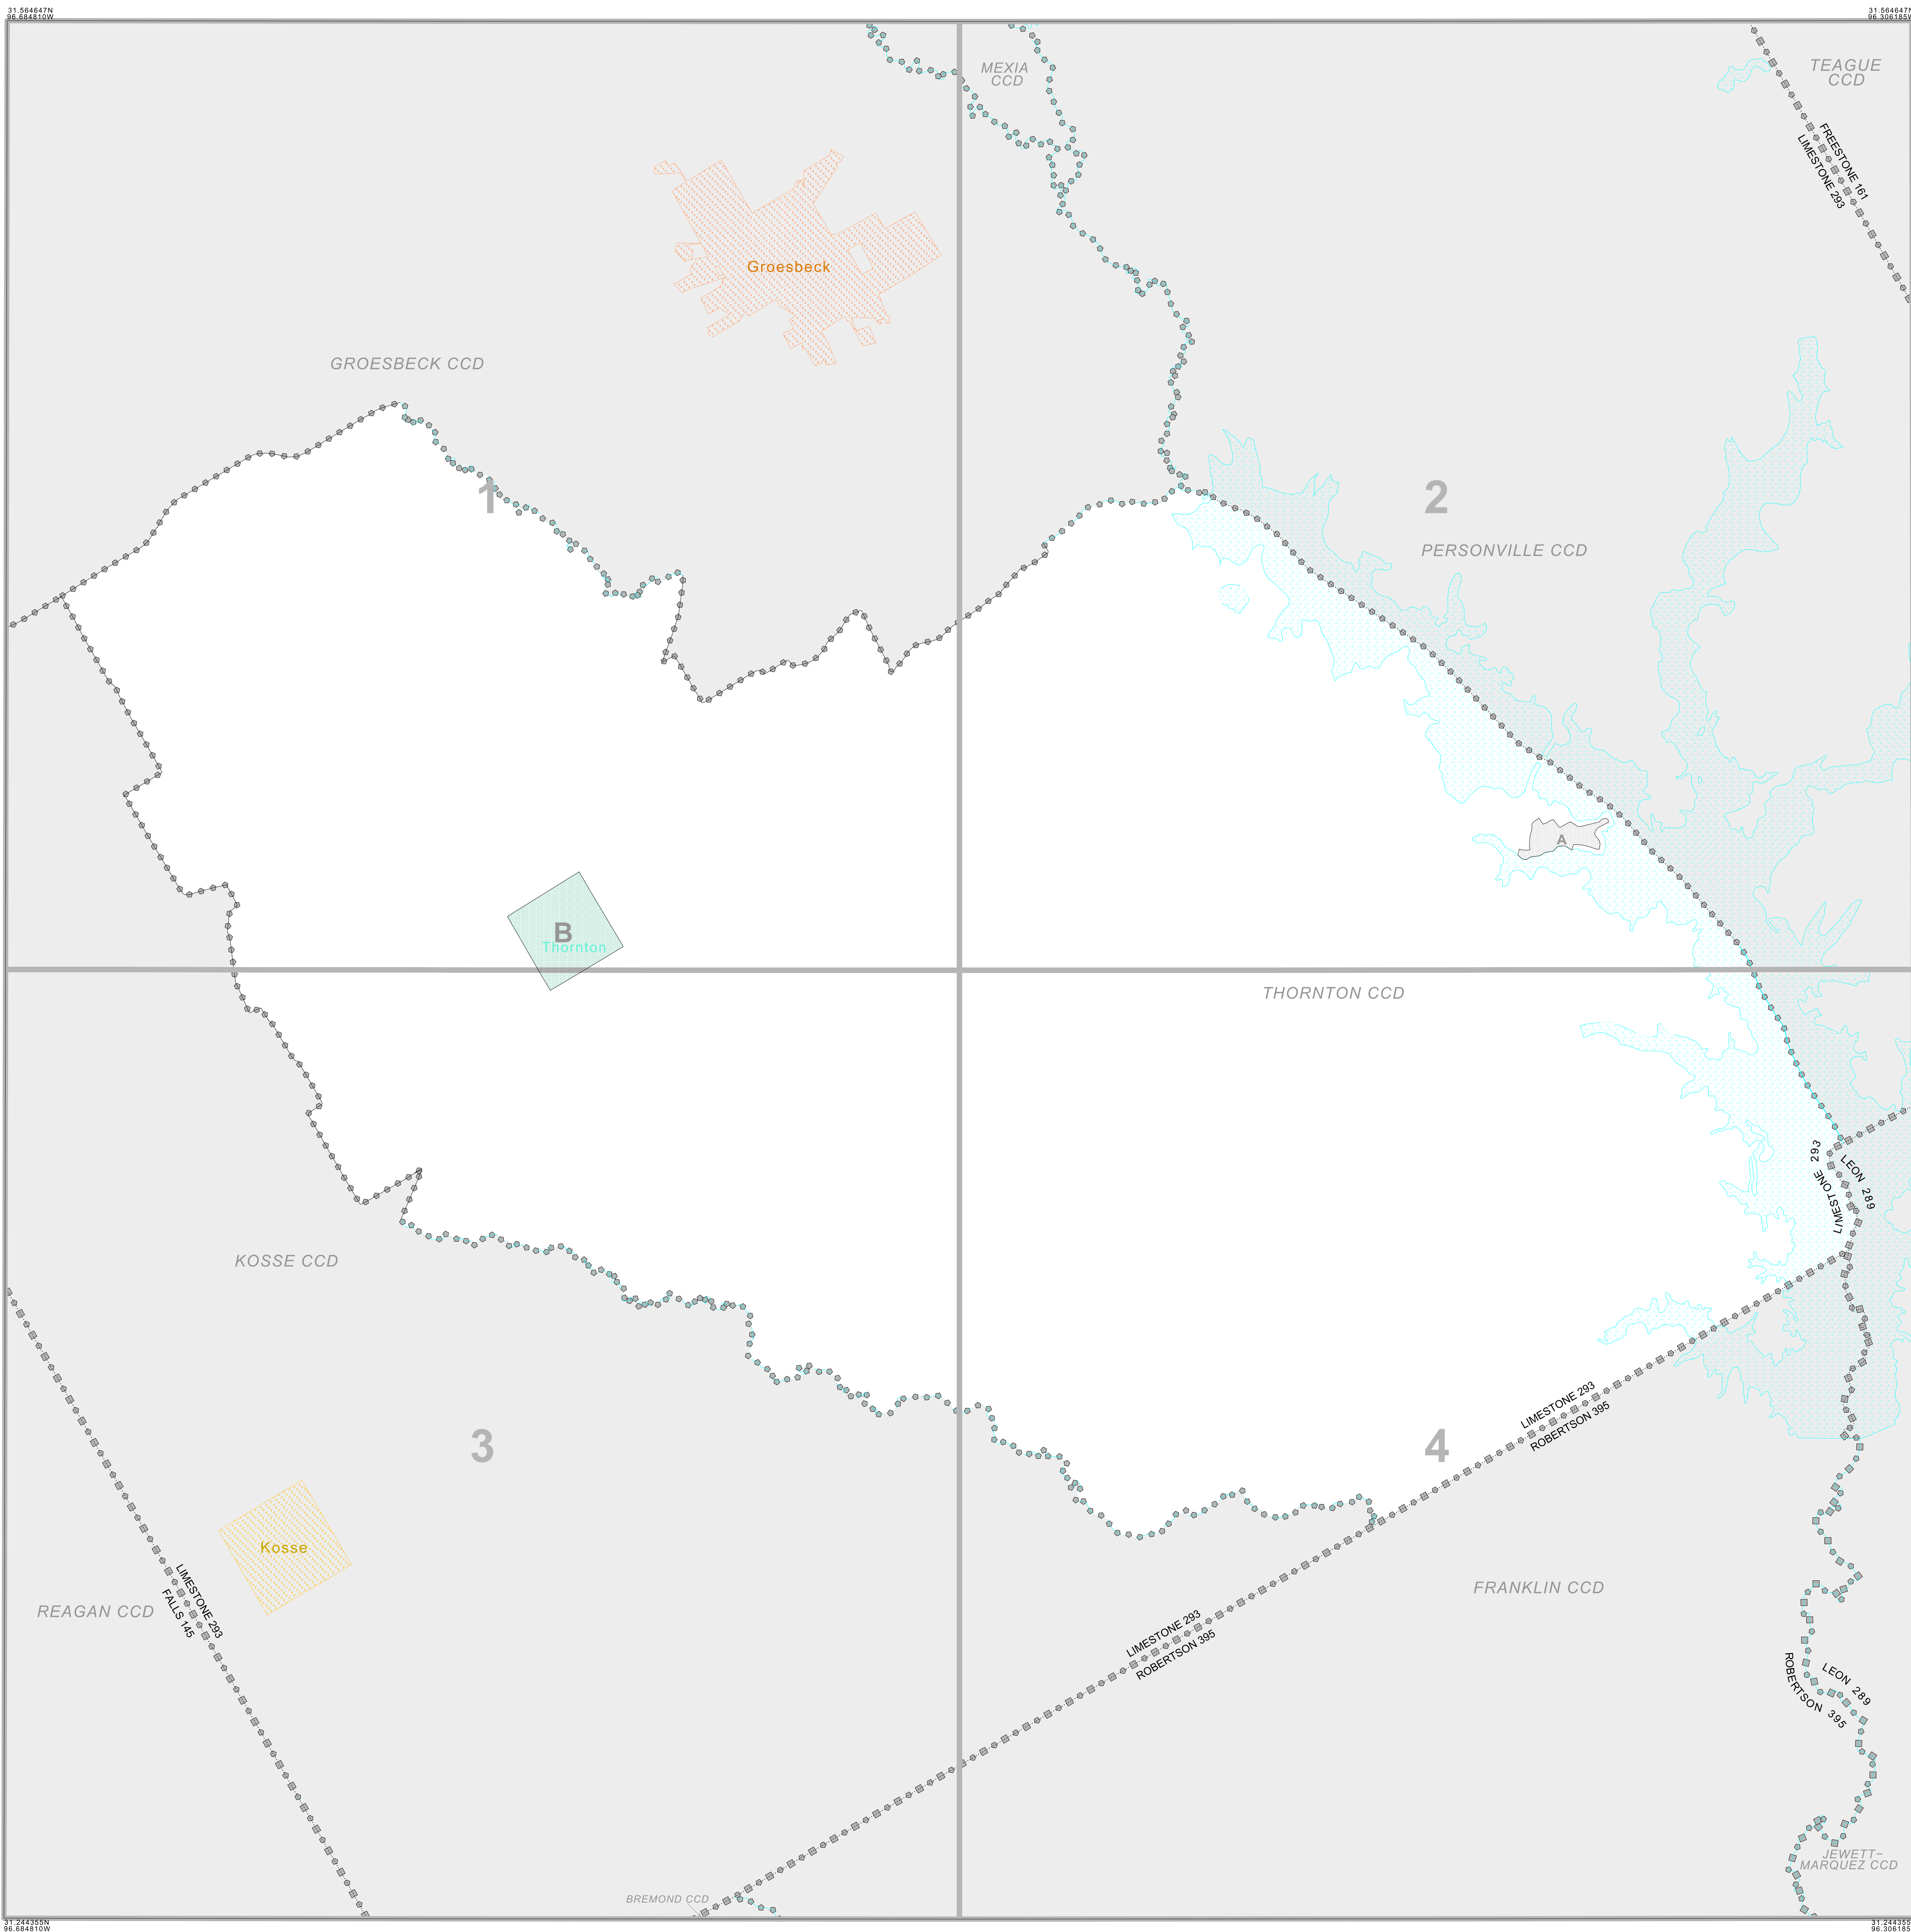 31.564647N
96.684810W
31.564647N
96.306185W
MEXIA
CCD
TEAGUE
CCD
FREESTONE 161
LIMESTONE 293
Groesbeck
GROESBECK CCD
1
2
PERSONVILLE CCD
A
B
Thornton
THORNTON CCD
LIMESTONE 293
LEON 289
KOSSE CCD
LIMESTONE 293
ROBERTSON 395
3
4
Kosse
LIMESTONE 293
FALLS 145
REAGAN CCD
FRANKLIN CCD
LIMESTONE 293
ROBERTSON 395
LEON 289
ROBERTSON 395
JEWETT-
MARQUEZ CCD
BREMOND CCD
31.244355N
96.684810W
31.244355
96.306185